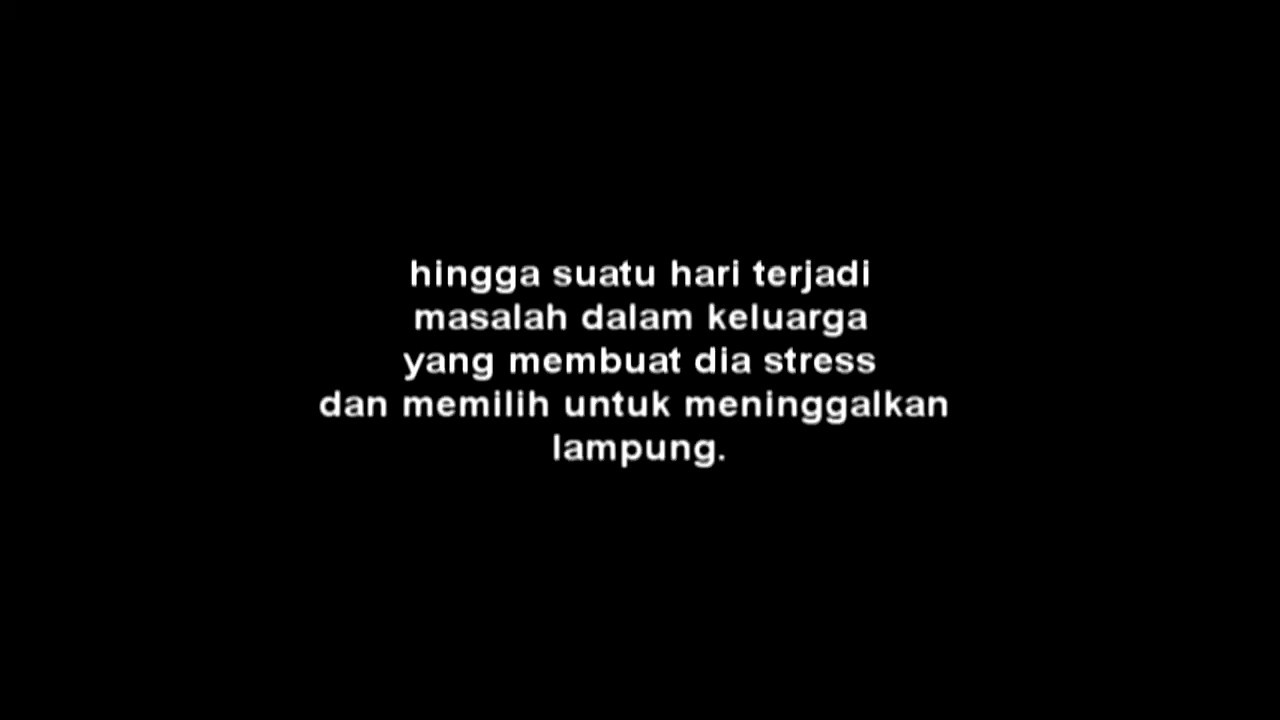 hingga suatu hari terjadi
masalah dalam keluarga
yang membuat dia stress
dan memilih untuk meninggalkan
lampung.